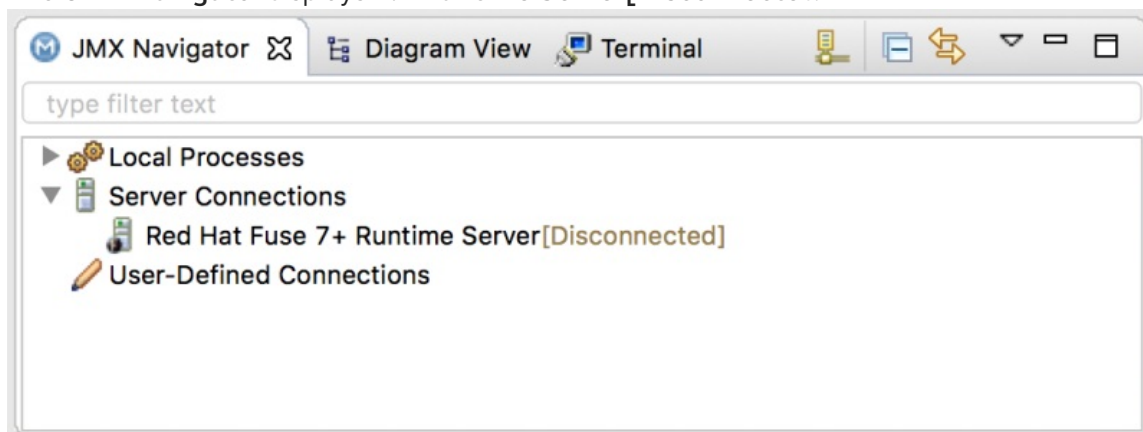 JMX Navigator Diagram View Terminal
type filter text
Local Processes
Server Connections
Red Hat Fuse 7+ Runtime Server[Disconnected]
User-Defined Connections